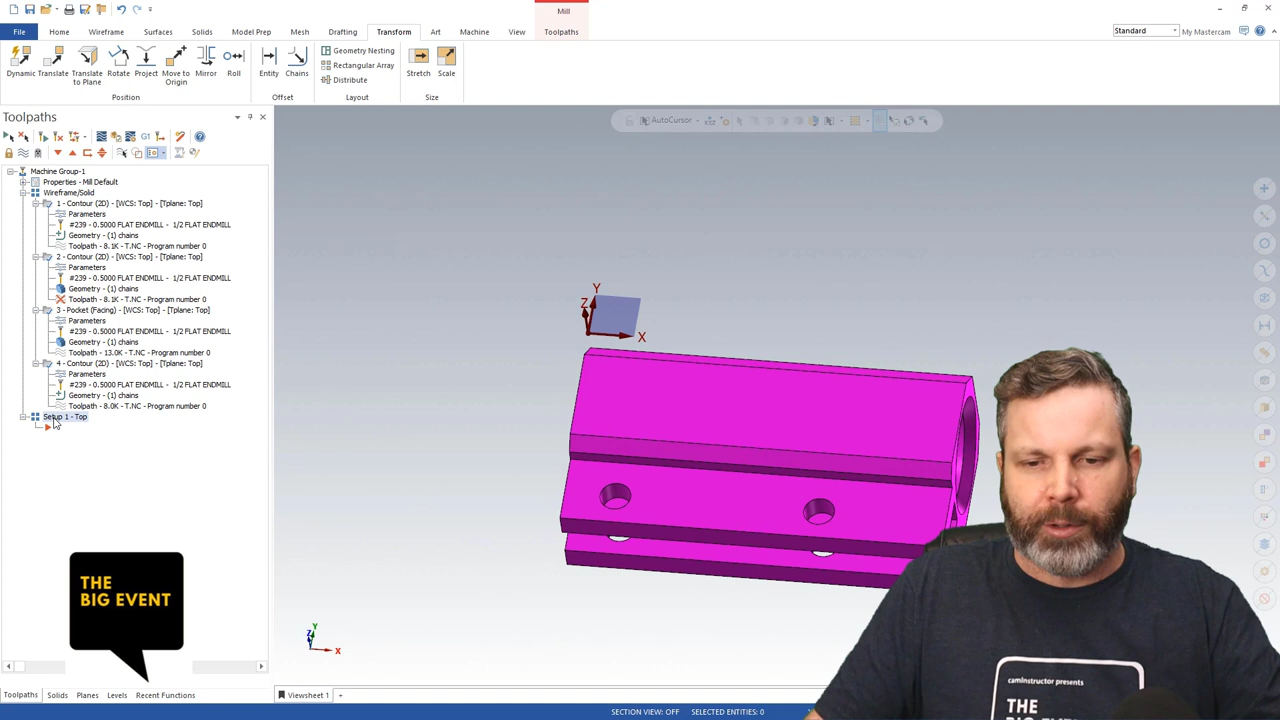 Mill
Standard
My Mastercam
File
Home
Wireframe
Surfaces
Solids
Model Prep
Mesh
Drafting
Transform
Art
Machine
View
Toolpaths
Dynamic
Translate
Translate to Plane
Rotate
Project
Move to Origin
Mirror
Roll
Entity
Chains
Geometry Nesting
Rectangular Array
Distribute
Stretch
Scale
Position
Offset
Layout
Size
Toolpaths
AutoCursor
G1
Machine Group-1
Properties - Mill Default
Wireframe/Solid
1 - Contour (2D) - [WCS: Top] - [Tplane: Top]
Parameters
#239 - 0.5000 FLAT ENDMILL - 1/2 FLAT ENDMILL
Geometry - (1) chains
Toolpath - 8.1K - T.NC - Program number 0
2 - Contour (2D) - [WCS: Top] - [Tplane: Top]
Parameters
#239 - 0.5000 FLAT ENDMILL - 1/2 FLAT ENDMILL
Geometry - (1) chains
Toolpath - 8.1K - T.NC - Program number 0
3 - Pocket (Facing) - [WCS: Top] - [Tplane: Top]
Parameters
#239 - 0.5000 FLAT ENDMILL - 1/2 FLAT ENDMILL
Geometry - (1) chains
Toolpath - 13.0K - T.NC - Program number 0
4 - Contour (2D) - [WCS: Top] - [Tplane: Top]
Parameters
#239 - 0.5000 FLAT ENDMILL - 1/2 FLAT ENDMILL
Geometry - (1) chains
Toolpath - 8.0K - T.NC - Program number 0
Setup 1 - Top
Y
Z
X
THE
BIG EVENT
Y
Z
X
camInstructor presents
THE
BIG EVENT
Toolpaths
Solids
Planes
Levels
Recent Functions
Viewsheet 1
SECTION VIEW: OFF
SELECTED ENTITIES: 0